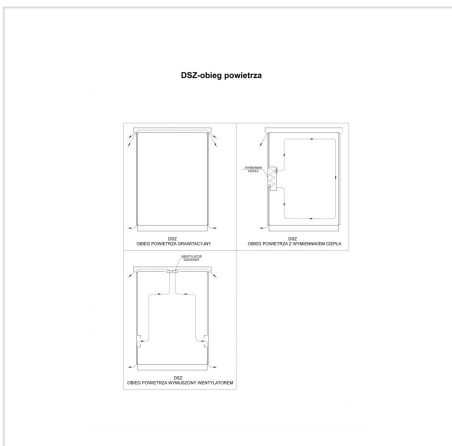 DSZ-obieg powietrza
WYMIENNIK
CIEPŁA
DSZ
OBIEG POWIETRZA GRAWITACYJNY
DSZ
OBIEG POWIETRZA Z WYMIENNIKIEM CIEPŁA
WENTYLATOR
DACHOWY
DSZ
OBIEG POWIETRZA WYMUSZONY WENTYLATOREM